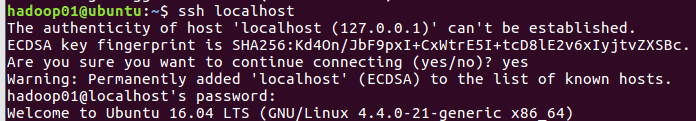 hadoop01@ubuntu:~$ ssh localhost
The authenticity of host 'localhost (127.0.0.1)' can't be established.
ECDSA key fingerprint is SHA256:Kd4On/JbF9pxI+CxWtrE5I+tcD8lE2v6xIyjtvZXSBc.
Are you sure you want to continue connecting (yes/no)? yes
Warning: Permanently added 'localhost' (ECDSA) to the list of known hosts.
hadoop01@localhost's password:
Welcome to Ubuntu 16.04 LTS (GNU/Linux 4.4.0-21-generic x86_64)